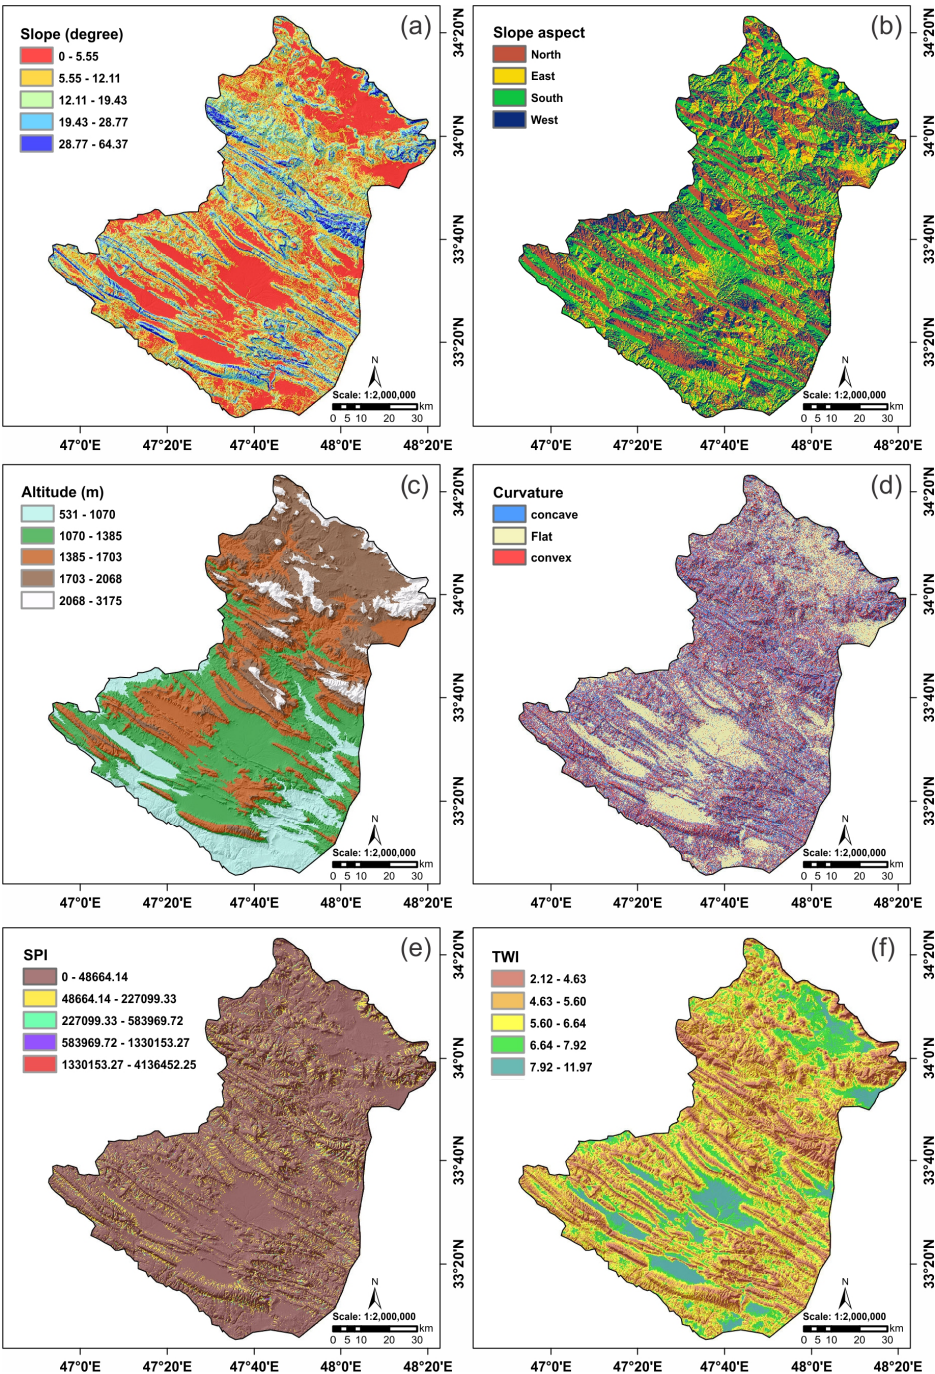 (a)
Slope (degree)
0 - 5.55
5.55 - 12.11
12.11 - 19.43
19.43 - 28.77
28.77 - 64.37
34°20'N
34°0'N
33°40'N
33°20'N
N
Scale: 1:2,000,000
km
0 5 10 20 30
47°0'E 47°20'E 47°40'E 48°0'E 48°20'E
(b)
Slope aspect
North
East
South
West
34°20'N
34°0'N
33°40'N
33°20'N
N
Scale: 1:2,000,000
km
0 5 10 20 30
47°0'E 47°20'E 47°40'E 48°0'E 48°20'E
(c)
Altitude (m)
531 - 1070
1070 - 1385
1385 - 1703
1703 - 2068
2068 - 3175
34°20'N
34°0'N
33°40'N
33°20'N
N
Scale: 1:2,000,000
km
0 5 10 20 30
47°0'E 47°20'E 47°40'E 48°0'E 48°20'E
(d)
Curvature
concave
Flat
convex
34°20'N
34°0'N
33°40'N
33°20'N
N
Scale: 1:2,000,000
km
0 5 10 20 30
47°0'E 47°20'E 47°40'E 48°0'E 48°20'E
(e)
SPI
0 - 48664.14
48664.14 - 227099.33
227099.33 - 583969.72
583969.72 - 1330153.27
1330153.27 - 4136452.25
34°20'N
34°0'N
33°40'N
33°20'N
N
Scale: 1:2,000,000
km
0 5 10 20 30
47°0'E 47°20'E 47°40'E 48°0'E 48°20'E
(f)
TWI
2.12 - 4.63
4.63 - 5.60
5.60 - 6.64
6.64 - 7.92
7.92 - 11.97
34°20'N
34°0'N
33°40'N
33°20'N
N
Scale: 1:2,000,000
km
0 5 10 20 30
47°0'E 47°20'E 47°40'E 48°0'E 48°20'E